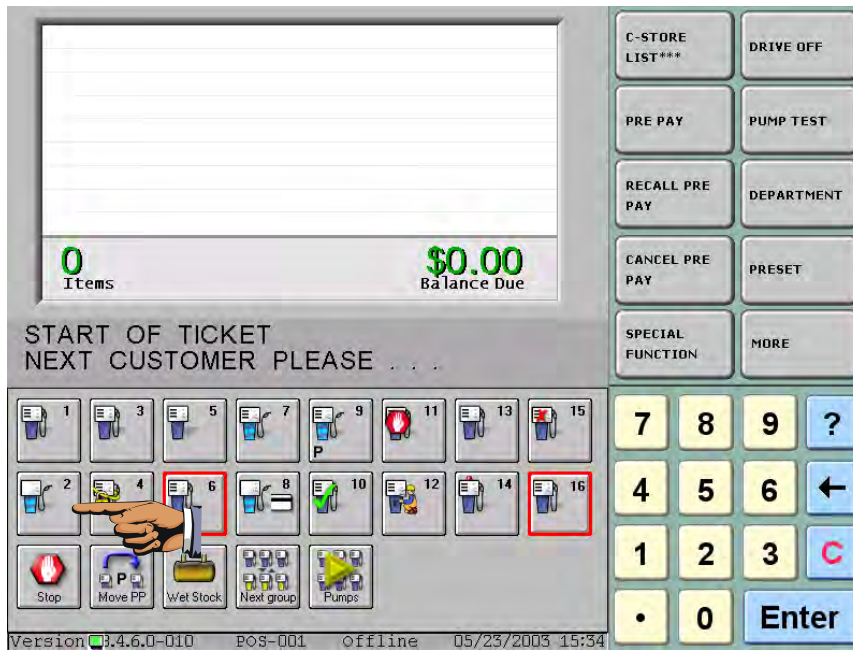 C-STORE
LIST***
DRIVE OFF
PRE PAY
PUMP TEST
RECALL PRE
PAY
DEPARTMENT
CANCEL PRE
PAY
PRESET
SPECIAL
FUNCTION
MORE
0
Items
$0.00
Balance Due
START OF TICKET
NEXT CUSTOMER PLEASE . . .
1 3 5 7 9 11 13 15
P
2 4 6 8 10 12 14 16
P
Stop Move PP Wet Stock Next group Pumps
7 8 9 ?
4 5 6 ←
1 2 3 C
. 0 Enter
Version 3.4.6.0-010 POS-001 offline 05/23/2003 15:34